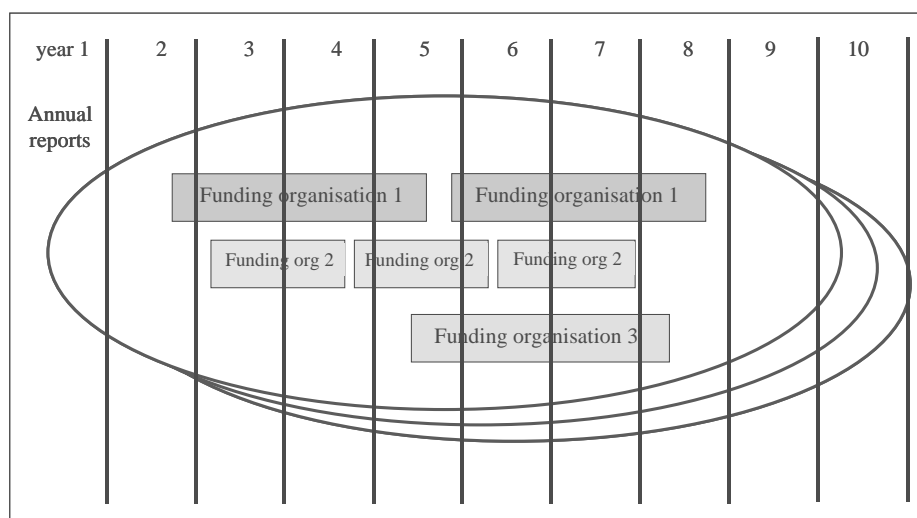 year 1 2 3 4 5 6 7 8 9 10
Annual
reports
Funding organisation 1 Funding organisation 1
Funding org 2 Funding org 2 Funding org 2
Funding organisation 3